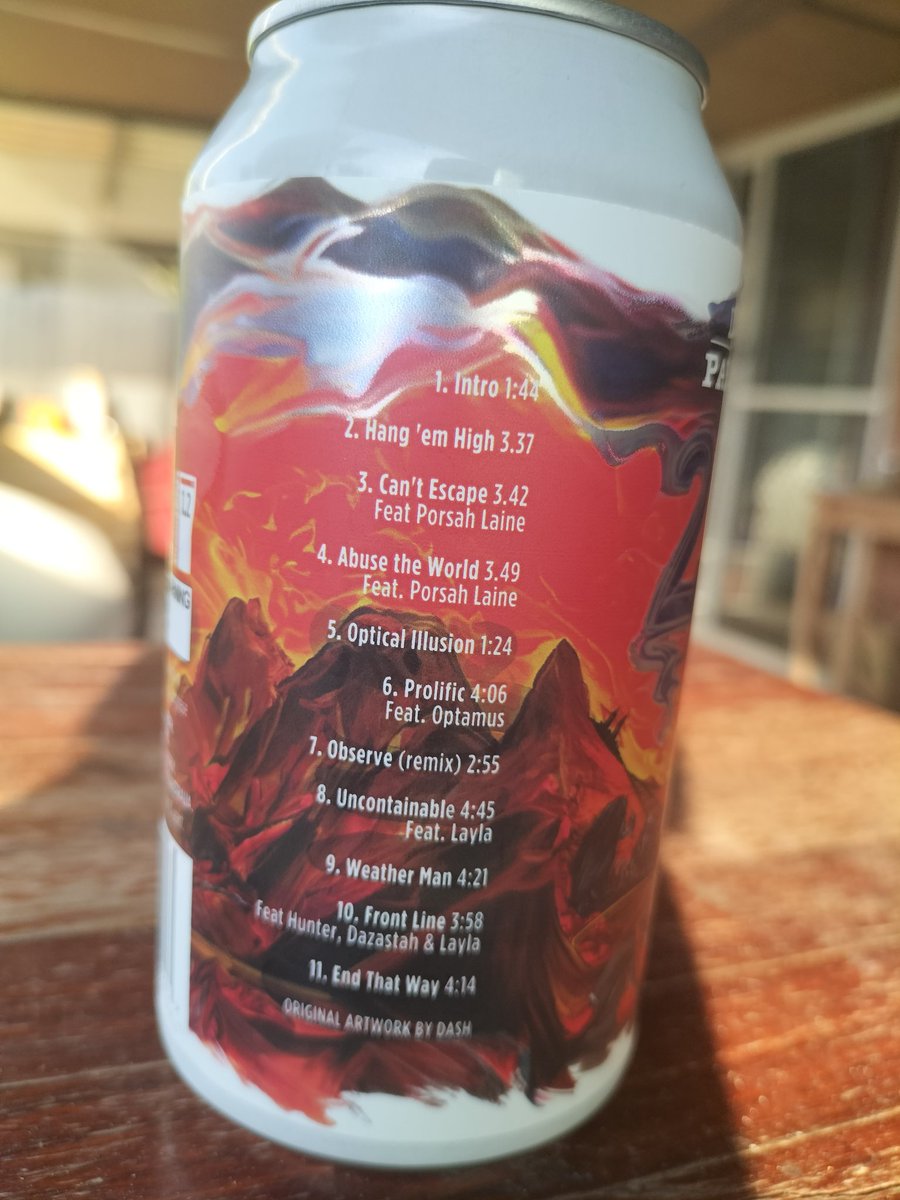 1. Intro 1:44
2. Hang 'em High 3.37
3. Can't Escape 3.42
Feat Porsah Laine
4. Abuse the World 3.49
Feat. Porsah Laine
5. Optical Illusion 1:24
6. Prolific 4:06
Feat. Optamus
7. Observe (remix) 2:55
8. Uncontainable 4:45
Feat. Layla
9. Weather Man 4:21
10. Front Line 3:58
Feat Hunter, Dazastah & Layla
11. End That Way 4:14
ORIGINAL ARTWORK BY DASH
1.2
PA